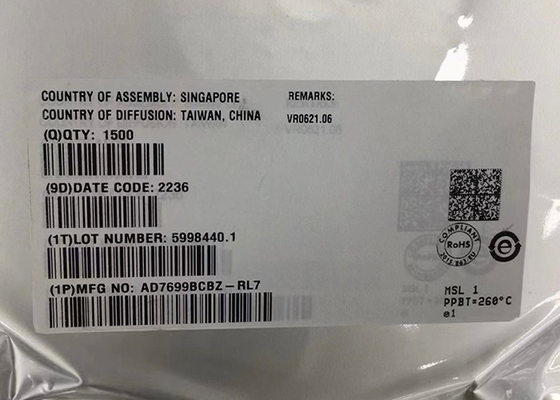 COUNTRY OF ASSEMBLY: SINGAPORE
COUNTRY OF DIFFUSION: TAIWAN, CHINA
REMARKS:
VR0621.06
(Q)QTY: 1500
(9D)DATE CODE: 2236
(1T)LOT NUMBER: 5998440.1
(1P)MFG NO: AD7699BCBZ-RL7
COMPLIANT
RoHS
e
MSL 1
PPBT=260°C
e1